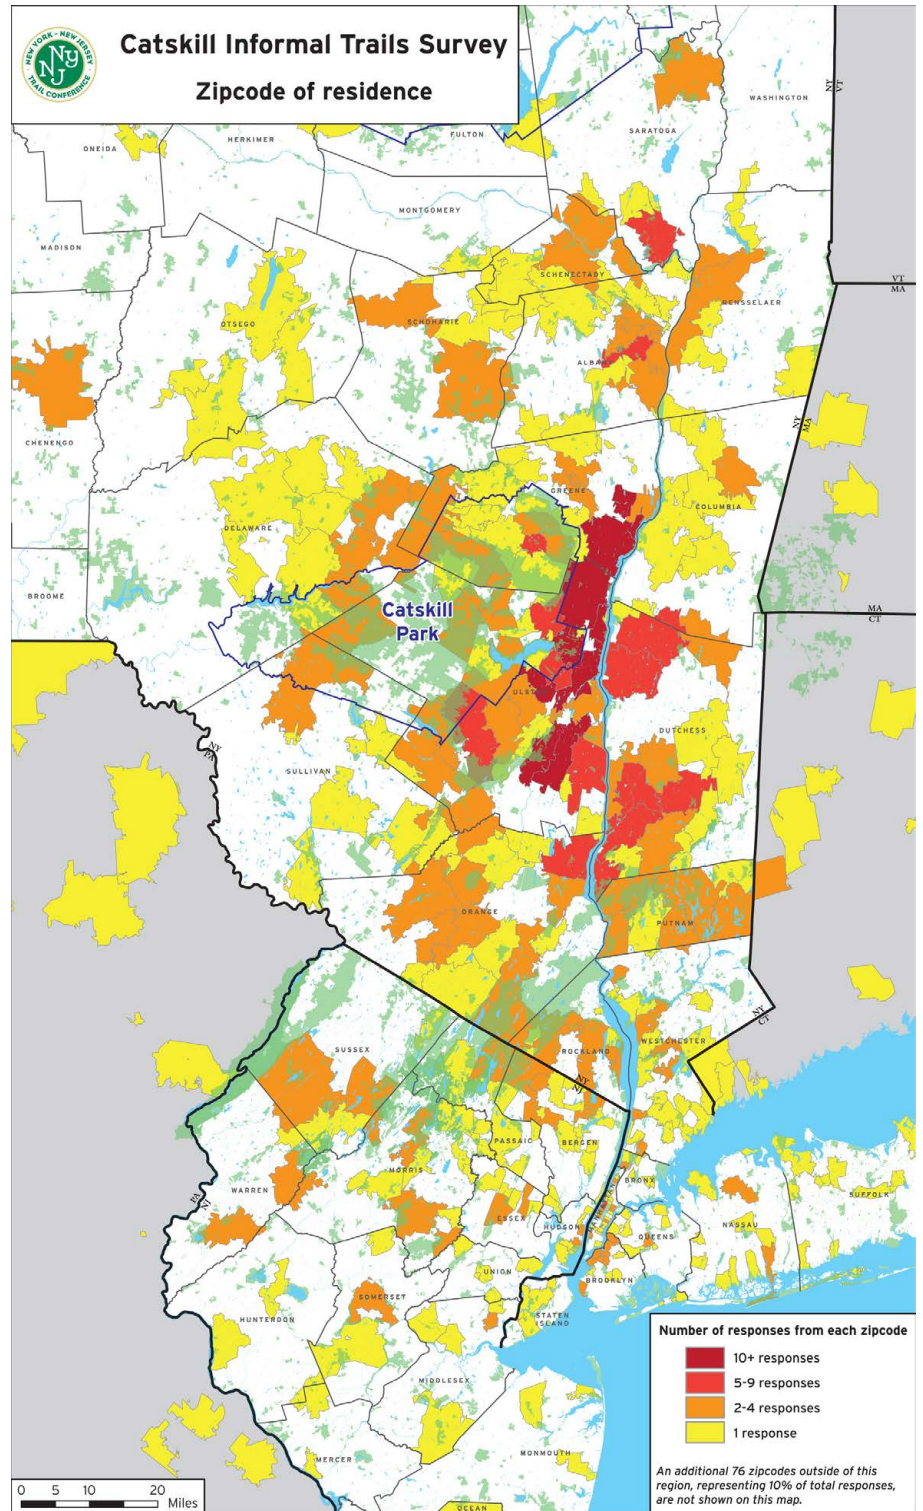 NEW YORK - NEW JERSEY
NY
NJ
TRAIL CONFERENCE
Catskill Informal Trails Survey
Zipcode of residence
WASHINGTON
NY
VT
FULTON
SARATOGA
HERKIMER
ONEIDA
MONTGOMERY
MADISON
SCHENECTADY
VT
MA
RENSSELAER
OTSEGO
SCHOHARIE
ALBANY
NY
MA
CHENENGO
GREENE
COLUMBIA
DELAWARE
BROOME
Catskill
Park
MA
CT
ULSTER
DUTCHESS
NY
PA
SULLIVAN
ORANGE
PUTNAM
NY
CT
SUSSEX
ROCKLAND
WESTCHESTER
NY
NJ
PASSAIC
BERGEN
MORRIS
WARREN
PA
NJ
BRONX
MANHATTAN
SUFFOLK
ESSEX
HUDSON
NASSAU
QUEENS
UNION
BROOKLYN
SOMERSET
STATEN
ISLAND
HUNTERDON
MIDDLESEX
MONMOUTH
MERCER
OCEAN
Number of responses from each zipcode
10+ responses
5-9 responses
2-4 responses
1 response
An additional 76 zipcodes outside of this
region, representing 10% of total responses,
are not shown on this map.
0 5 10 20
Miles